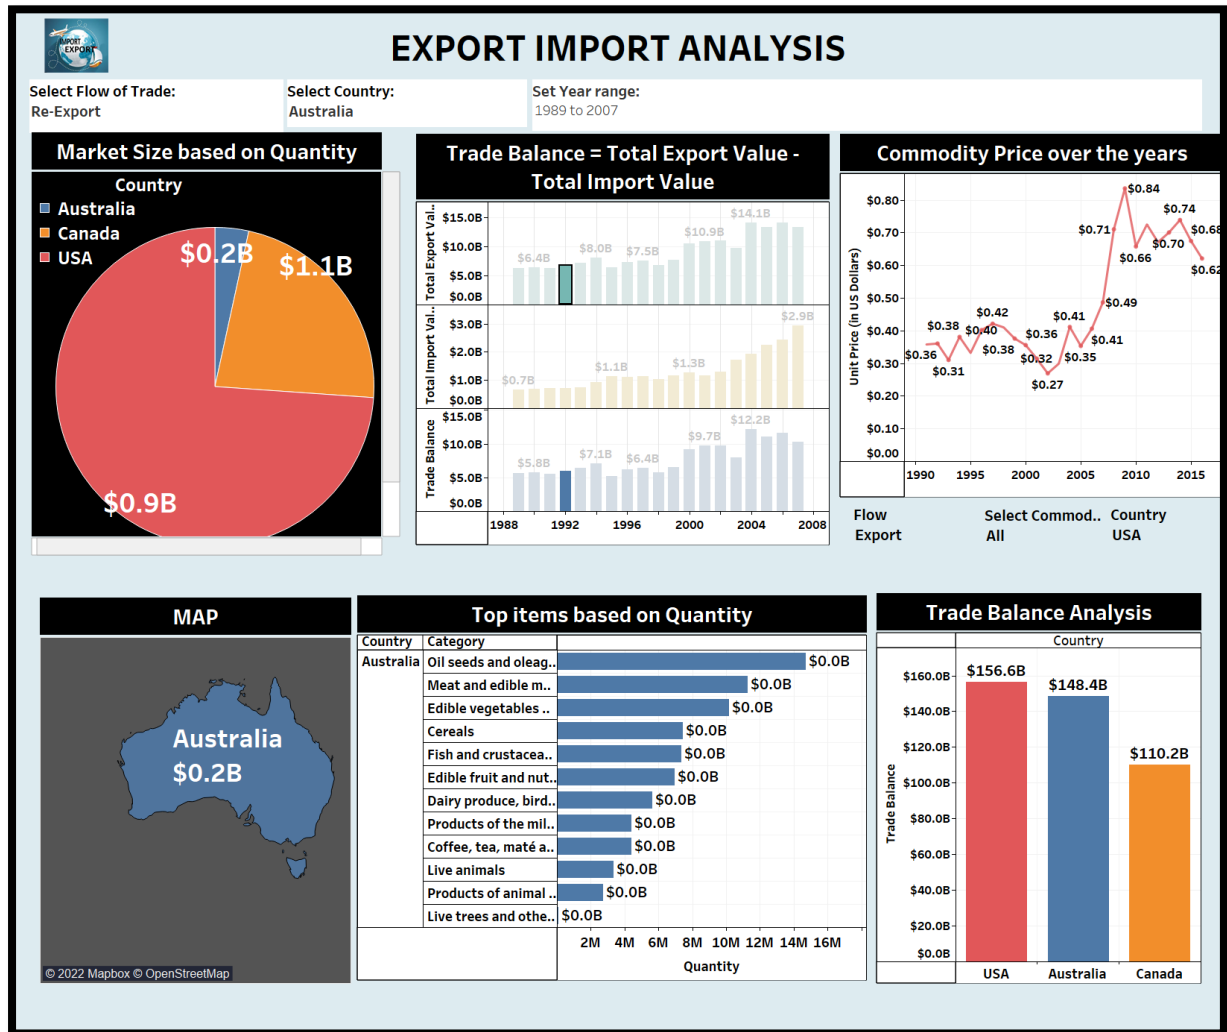 IMPORT
EXPORT
EXPORT IMPORT ANALYSIS
Select Flow of Trade:
Re-Export
Select Country:
Australia
Set Year range:
1989 to 2007
Market Size based on Quantity
Country
Australia
Canada
USA
$0.2B
$1.1B
$0.9B
Trade Balance = Total Export Value -
Total Import Value
Total Export Val..
$15.0B
$10.0B
$5.0B
$0.0B
$6.4B
$8.0B
$7.5B
$10.9B
$14.1B
Total Import Val..
$3.0B
$2.0B
$1.0B
$0.0B
$0.7B
$1.1B
$1.3B
$2.9B
Trade Balance
$15.0B
$10.0B
$5.0B
$0.0B
$5.8B
$7.1B
$6.4B
$9.7B
$12.2B
1988 1992 1996 2000 2004 2008
Commodity Price over the years
Unit Price (in US Dollars)
$0.80
$0.70
$0.60
$0.50
$0.40
$0.30
$0.20
$0.10
$0.00
$0.36
$0.38
$0.31
$0.40
$0.42
$0.38
$0.36
$0.32
$0.27
$0.41
$0.35
$0.41
$0.49
$0.71
$0.84
$0.66
$0.70
$0.74
$0.68
$0.62
1990 1995 2000 2005 2010 2015
Flow
Export
Select Commod..
All
Country
USA
MAP
Australia
$0.2B
© 2022 Mapbox © OpenStreetMap
Top items based on Quantity
Country Category
Australia Oil seeds and oleag.. $0.0B
Meat and edible m.. $0.0B
Edible vegetables .. $0.0B
Cereals $0.0B
Fish and crustacea.. $0.0B
Edible fruit and nut.. $0.0B
Dairy produce, bird.. $0.0B
Products of the mil.. $0.0B
Coffee, tea, maté a.. $0.0B
Live animals $0.0B
Products of animal .. $0.0B
Live trees and othe.. $0.0B
2M 4M 6M 8M 10M 12M 14M 16M
Quantity
Trade Balance Analysis
Country
Trade Balance
$160.0B
$140.0B
$120.0B
$100.0B
$80.0B
$60.0B
$40.0B
$20.0B
$0.0B
$156.6B
$148.4B
$110.2B
USA Australia Canada